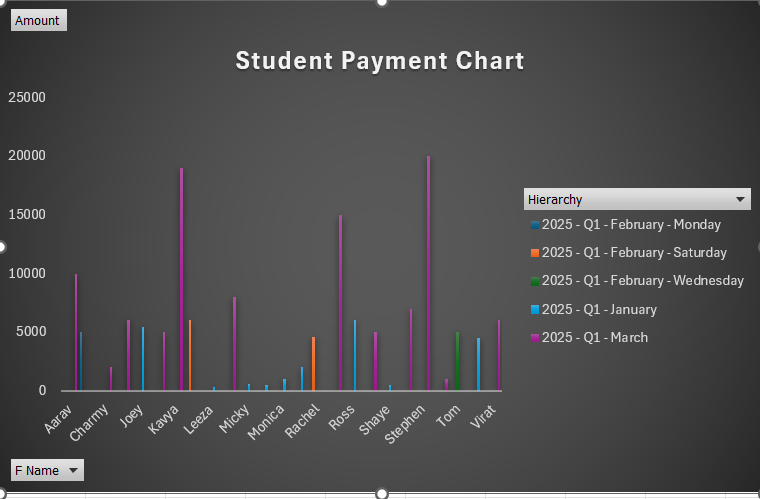 Amount
Student Payment Chart
25000
20000
15000
10000
5000
0
Aarav
Charmy
Joey
Kavya
Leeza
Micky
Monica
Rachel
Ross
Shaye
Stephen
Tom
Virat
Hierarchy
2025 - Q1 - February - Monday
2025 - Q1 - February - Saturday
2025 - Q1 - February - Wednesday
2025 - Q1 - January
2025 - Q1 - March
F Name